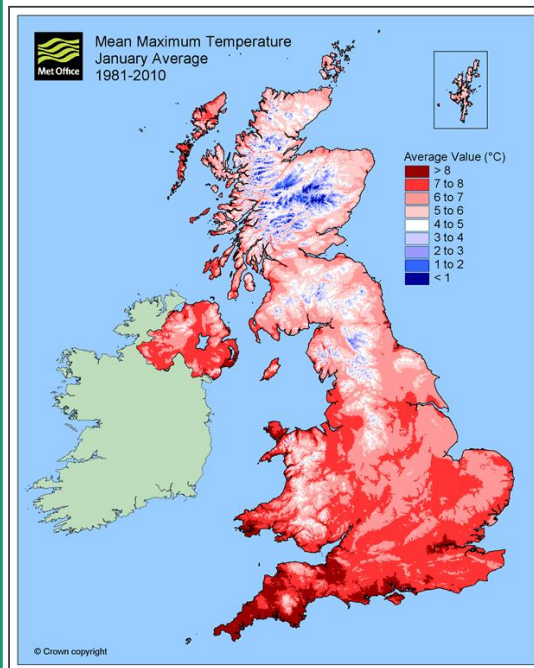 Met Office
Mean Maximum Temperature
January Average
1981-2010
Average Value (°C)
> 8
7 to 8
6 to 7
5 to 6
4 to 5
3 to 4
2 to 3
1 to 2
< 1
© Crown copyright